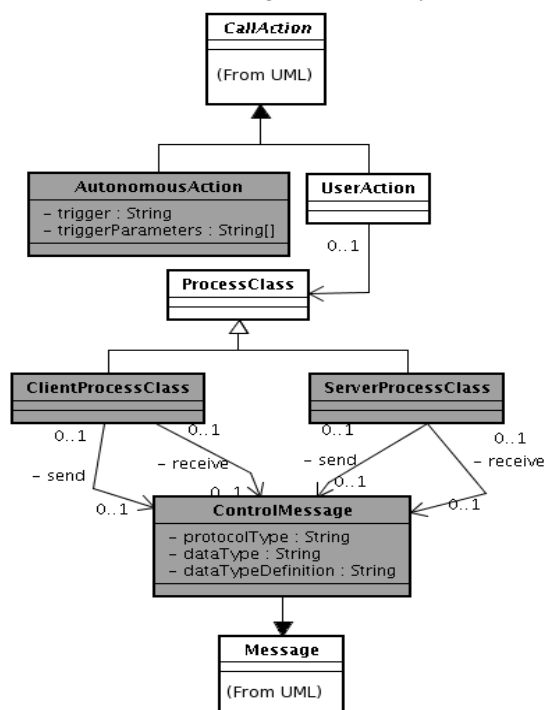 CallAction
(From UML)
AutonomousAction
– trigger : String
– triggerParameters : String[]
UserAction
0..1
ProcessClass
ClientProcessClass
ServerProcessClass
0..1
0..1
0..1
0..1
– send
– receive
– send
– receive
0..1
0..1
0..1
0..1
ControlMessage
– protocolType : String
– dataType : String
– dataTypeDefinition : String
Message
(From UML)